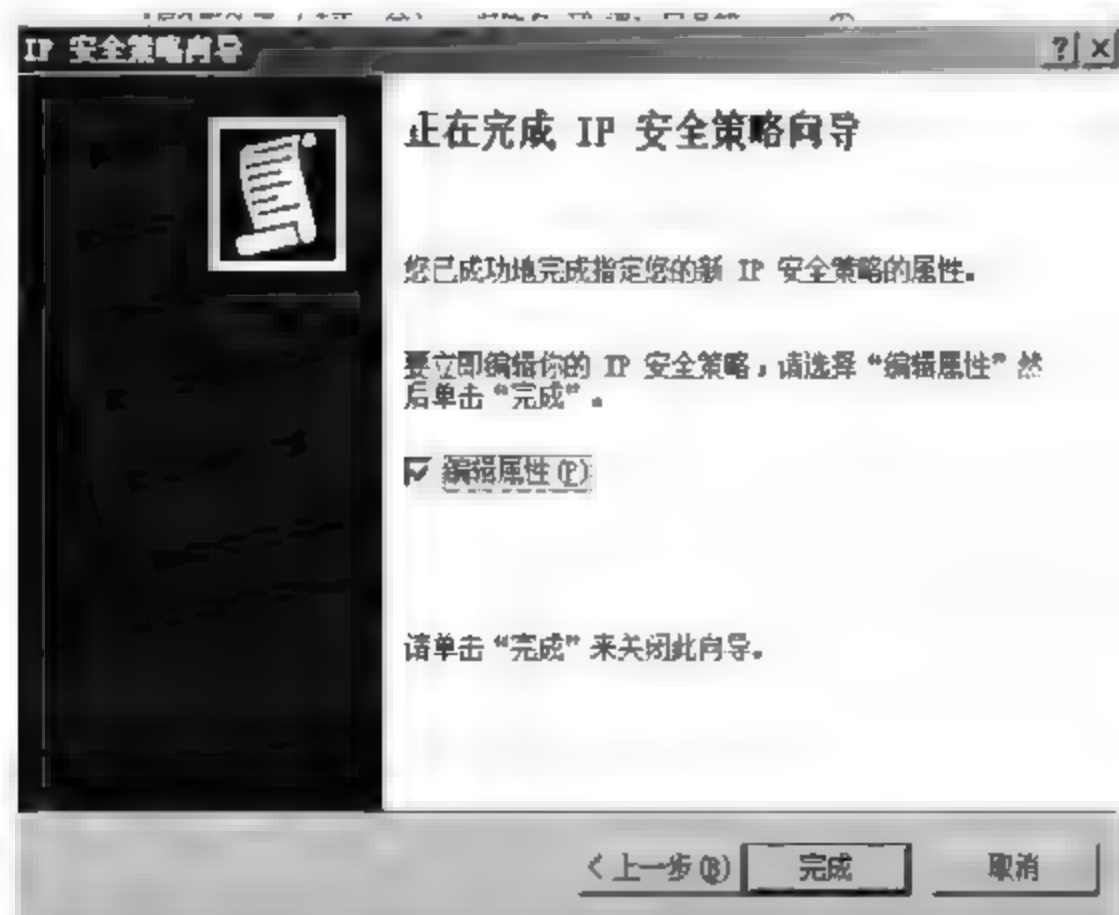 IP 安全策略向导
正在完成 IP 安全策略向导
您已成功地完成指定您的新 IP 安全策略的属性。
要立即编辑你的 IP 安全策略，请选择“编辑属性”然
后单击“完成”。
编辑属性(P)
请单击“完成”来关闭此向导。
<上一步(B) 完成 取消